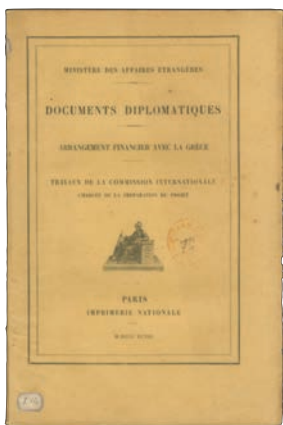 MINISTÈRE DES AFFAIRES ÉTRANGÈRES
DOCUMENTS DIPLOMATIQUES
ARRANGEMENT FINANCIER AVEC LA GRÈCE
TRAVAUX DE LA COMMISSION INTERNATIONALE
CHARGÉE DE LA PRÉPARATION DU PROJET
PARIS
IMPRIMERIE NATIONALE